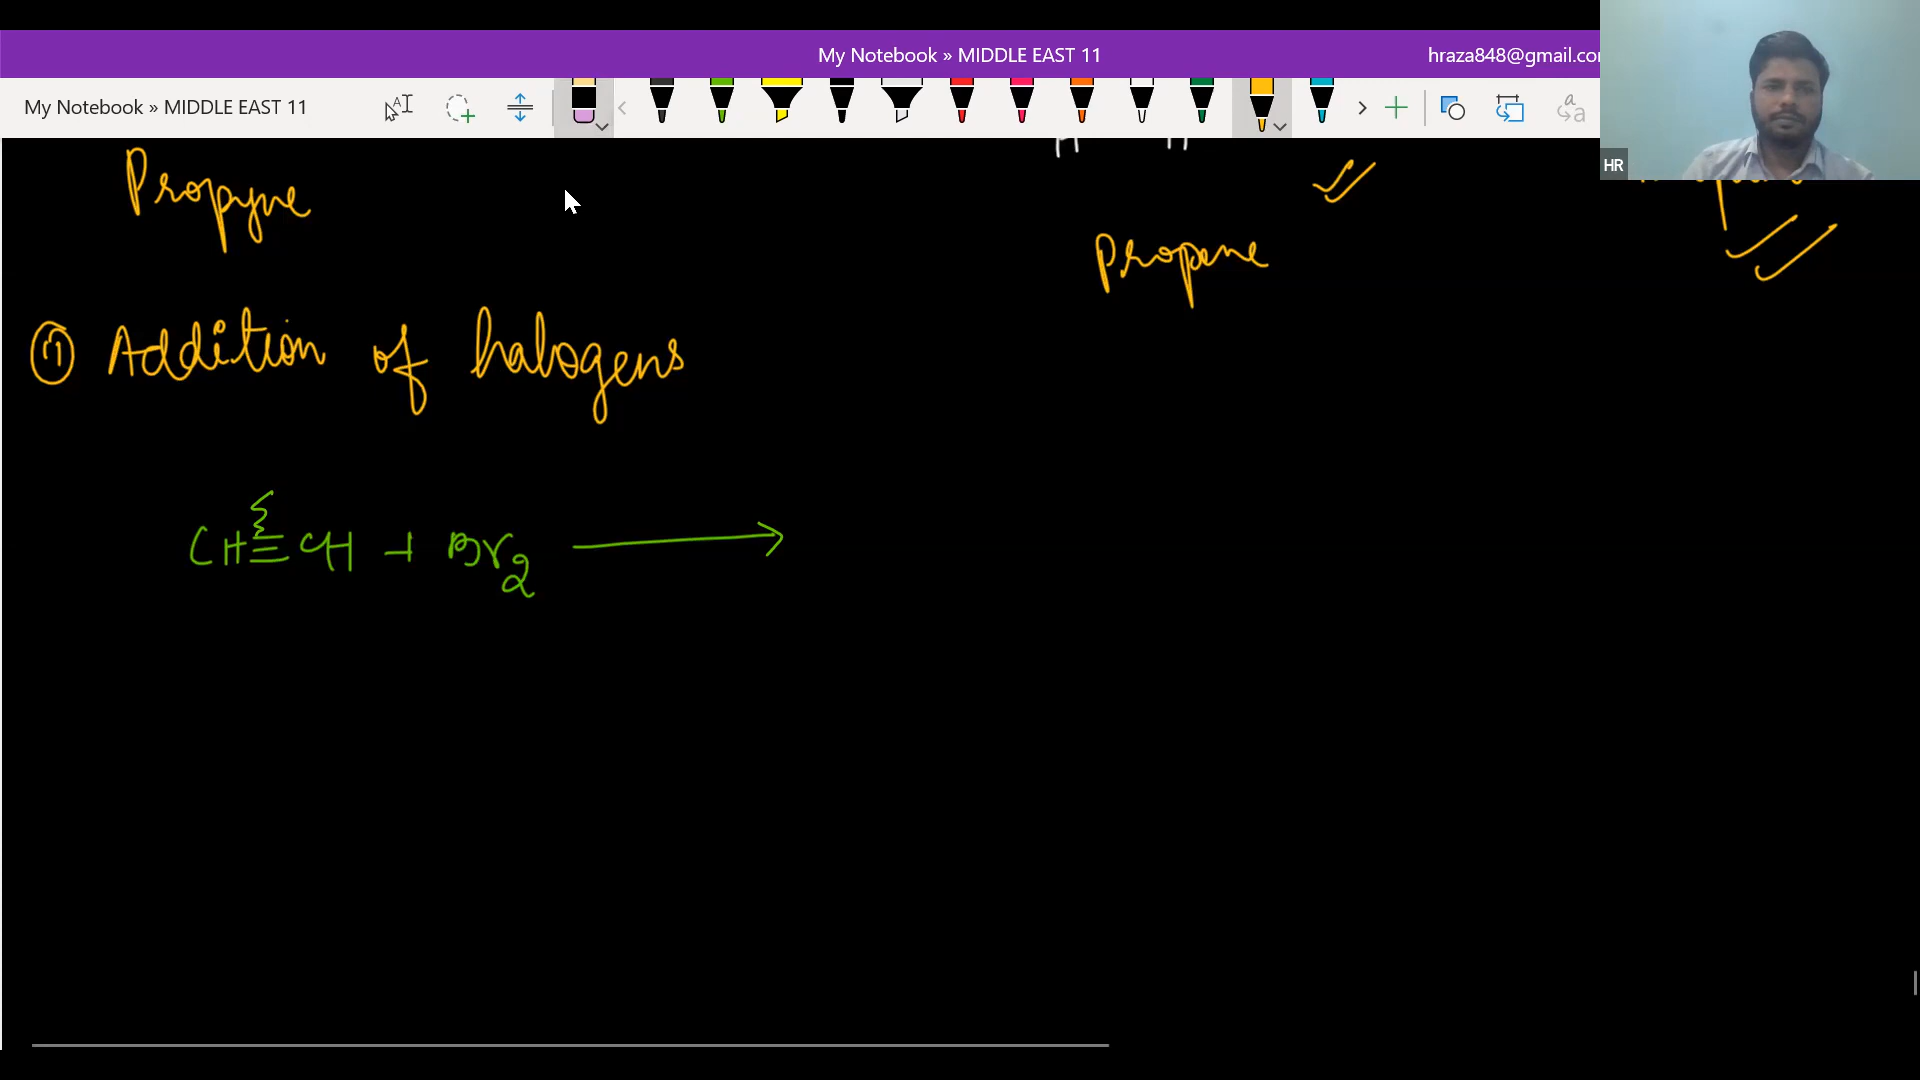 My Notebook » MIDDLE EAST 11
hraza848@gmail.co
My Notebook » MIDDLE EAST 11
HR
Propyne
Propene
Addition of halogens
CH≡CH + Br2 ⟶